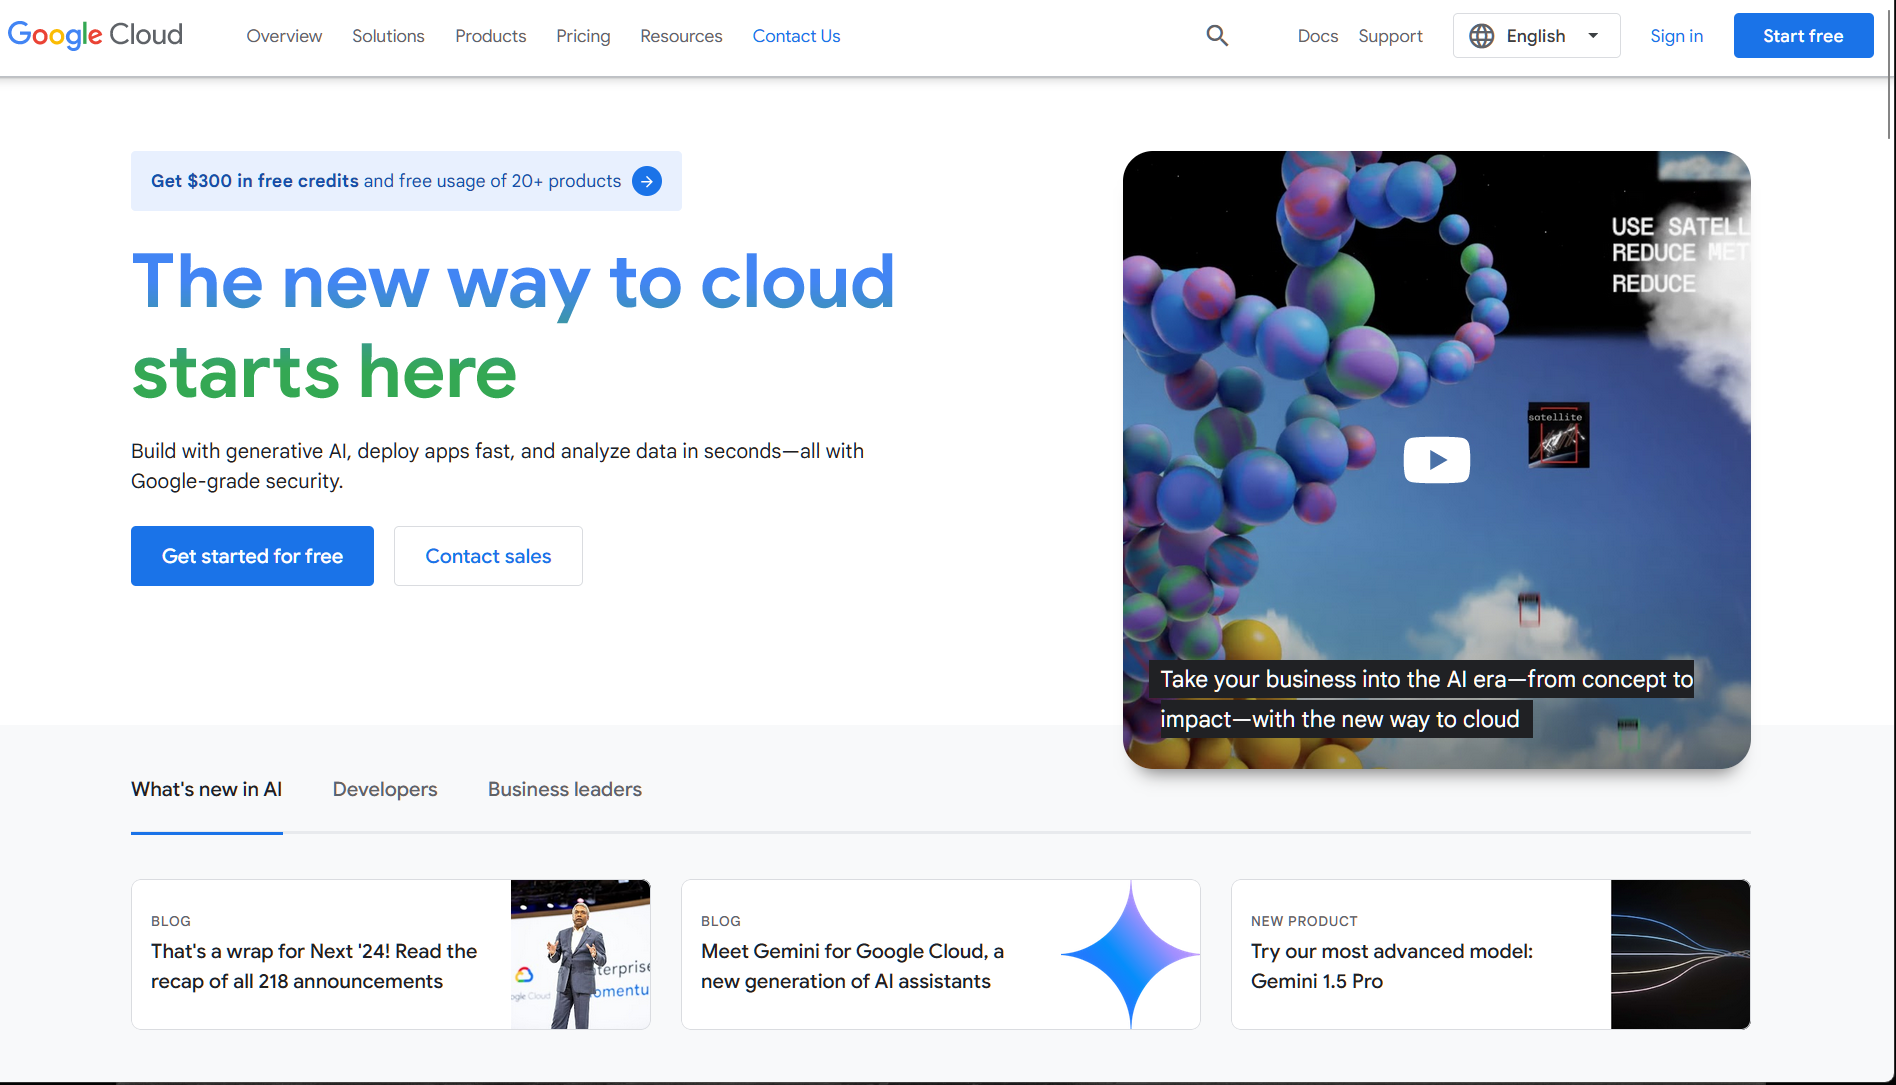 Google Cloud
Overview
Solutions
Products
Pricing
Resources
Contact Us
Docs
Support
English
Sign in
Start free
Get $300 in free credits and free usage of 20+ products
The new way to cloud
starts here
Build with generative AI, deploy apps fast, and analyze data in seconds—all with
Google-grade security.
Get started for free
Contact sales
USE SATELL
REDUCE MET
REDUCE
satellite
Take your business into the AI era—from concept to
impact—with the new way to cloud
What's new in AI
Developers
Business leaders
BLOG
That's a wrap for Next '24! Read the
recap of all 218 announcements
terprise
ogle Cloud
omentu
BLOG
Meet Gemini for Google Cloud, a
new generation of AI assistants
NEW PRODUCT
Try our most advanced model:
Gemini 1.5 Pro